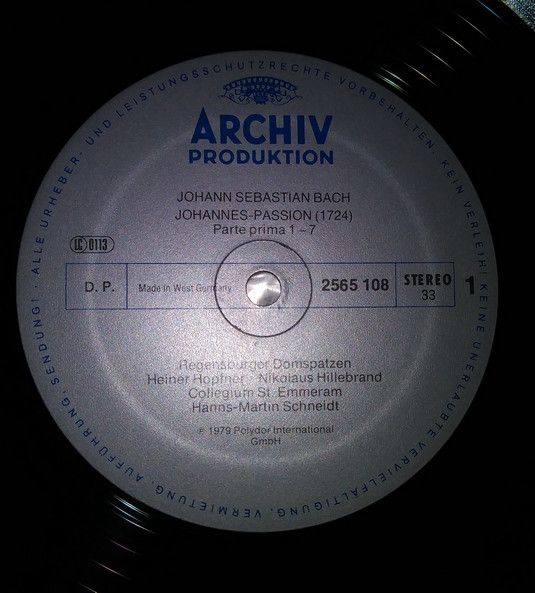 ARCHIV
PRODUKTION
JOHANN SEBASTIAN BACH
JOHANNES-PASSION (1724)
Parte prima 1 – 7
LC 0113
D. P.
Made in West Germany
2565 108
STEREO
33
1
Regensburger Domspatzen
Heiner Hopfner · Nikolaus Hillebrand
Collegium St. Emmeram
Hanns-Martin Schneidt
℗ 1979 Polydor International
GmbH
ALLE URHEBER- UND LEISTUNGSSCHUTZRECHTE VORBEHALTEN. KEIN VERLEIH! KEINE UNERLAUBTE VERVIELFÄLTIGUNG, VERMIETUNG, AUFFÜHRUNG, SENDUNG!